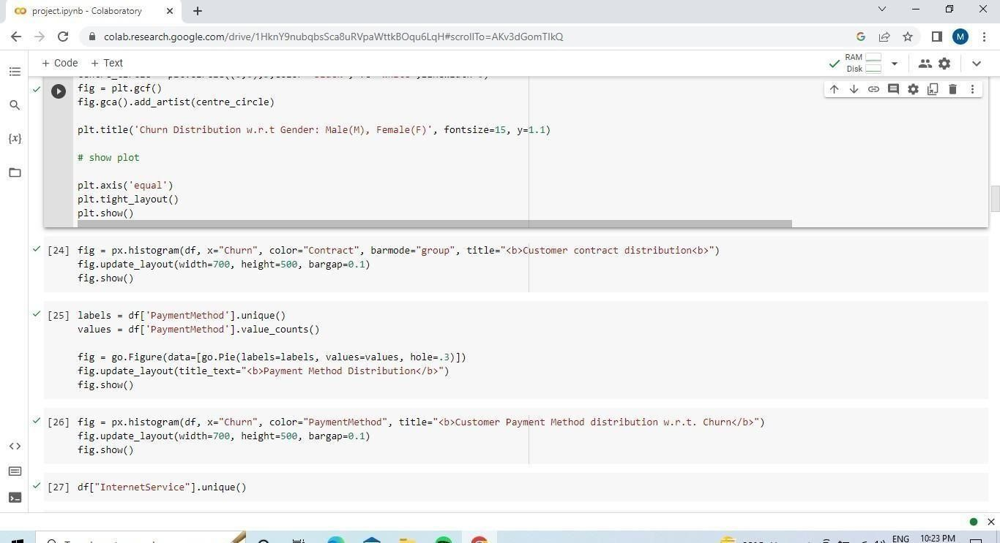 project.ipynb - Colaboratory
colab.research.google.com/drive/1HknY9nubqbsSca8uRVpaWttkBOqu6LqH#scrollTo=AKv3dGomTIkQ
M
+ Code + Text
RAM
Disk
fig = plt.gcf()
fig.gca().add_artist(centre_circle)
plt.title('Churn Distribution w.r.t Gender: Male(M), Female(F)', fontsize=15, y=1.1)
# show plot
plt.axis('equal')
plt.tight_layout()
plt.show()
[24] fig = px.histogram(df, x="Churn", color="Contract", barmode="group", title="<b>Customer contract distribution<b>")
fig.update_layout(width=700, height=500, bargap=0.1)
fig.show()
[25] labels = df['PaymentMethod'].unique()
values = df['PaymentMethod'].value_counts()
fig = go.Figure(data=[go.Pie(labels=labels, values=values, hole=.3)])
fig.update_layout(title_text="<b>Payment Method Distribution</b>")
fig.show()
[26] fig = px.histogram(df, x="Churn", color="PaymentMethod", title="<b>Customer Payment Method distribution w.r.t. Churn</b>")
fig.update_layout(width=700, height=500, bargap=0.1)
fig.show()
[27] df["InternetService"].unique()
ENG 10:23 PM